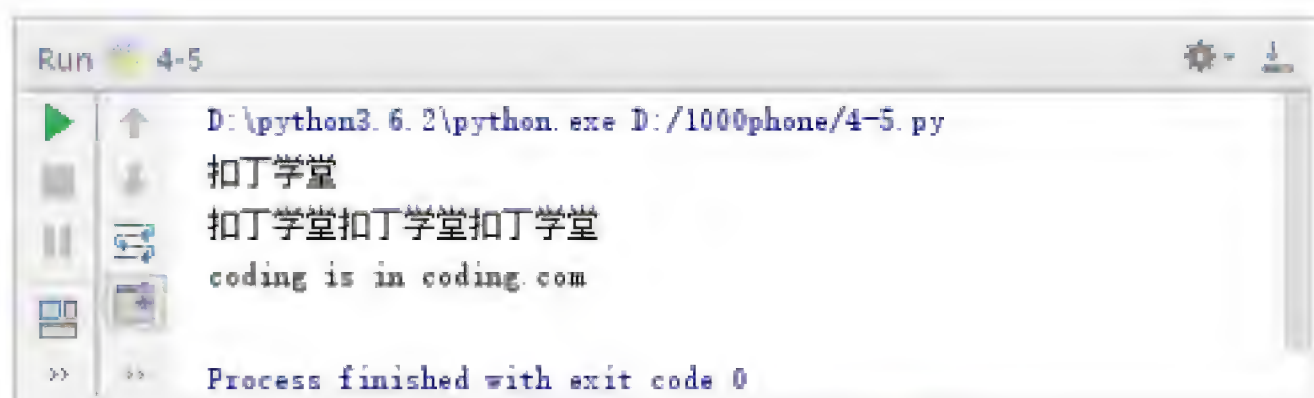 Run 4-5
D:\python3.6.2\python.exe D:/1000phone/4-5.py
扣丁学堂
扣丁学堂扣丁学堂扣丁学堂
coding is in coding.com
Process finished with exit code 0